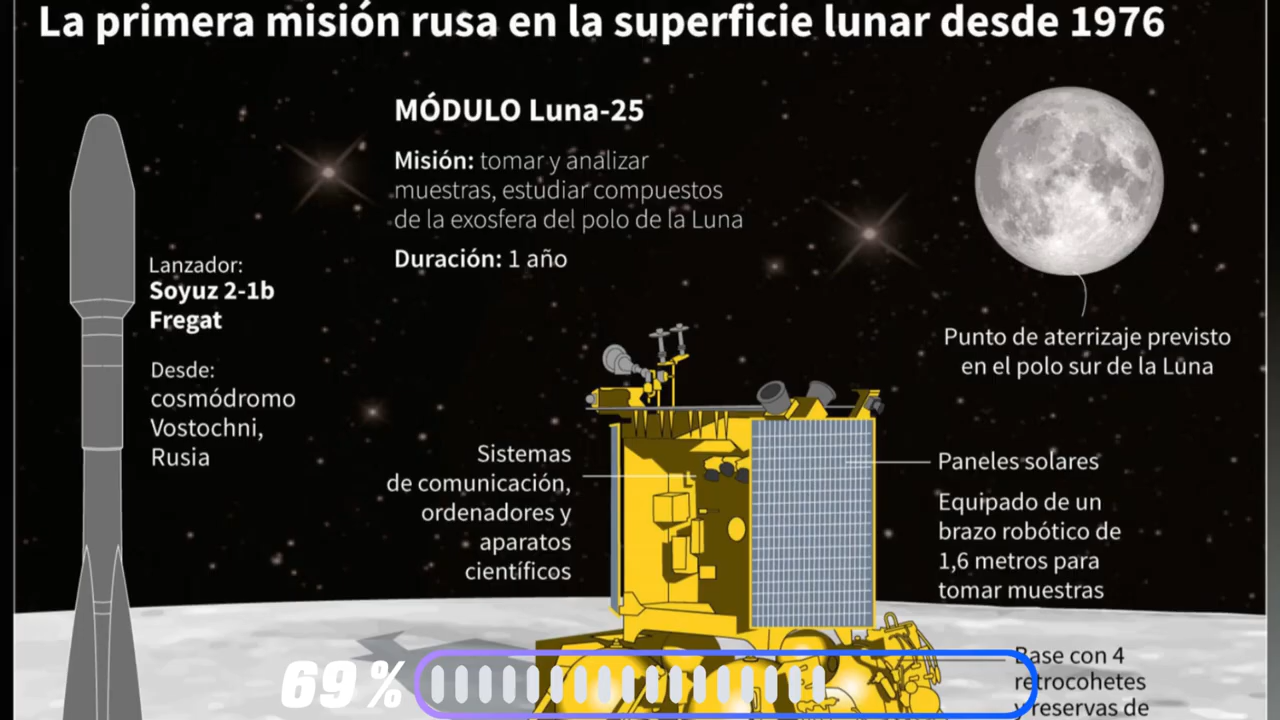 La primera misión rusa en la superficie lunar desde 1976
MÓDULO Luna-25
Misión: tomar y analizar
muestras, estudiar compuestos
de la exosfera del polo de la Luna
Duración: 1 año
Lanzador:
Soyuz 2-1b
Fregat
Desde:
cosmódromo
Vostochni,
Rusia
Punto de aterrizaje previsto
en el polo sur de la Luna
Sistemas
de comunicación,
ordenadores y
aparatos
científicos
Paneles solares
Equipado de un
brazo robótico de
1,6 metros para
tomar muestras
Base con 4
retrocohetes
y reservas de
69 %